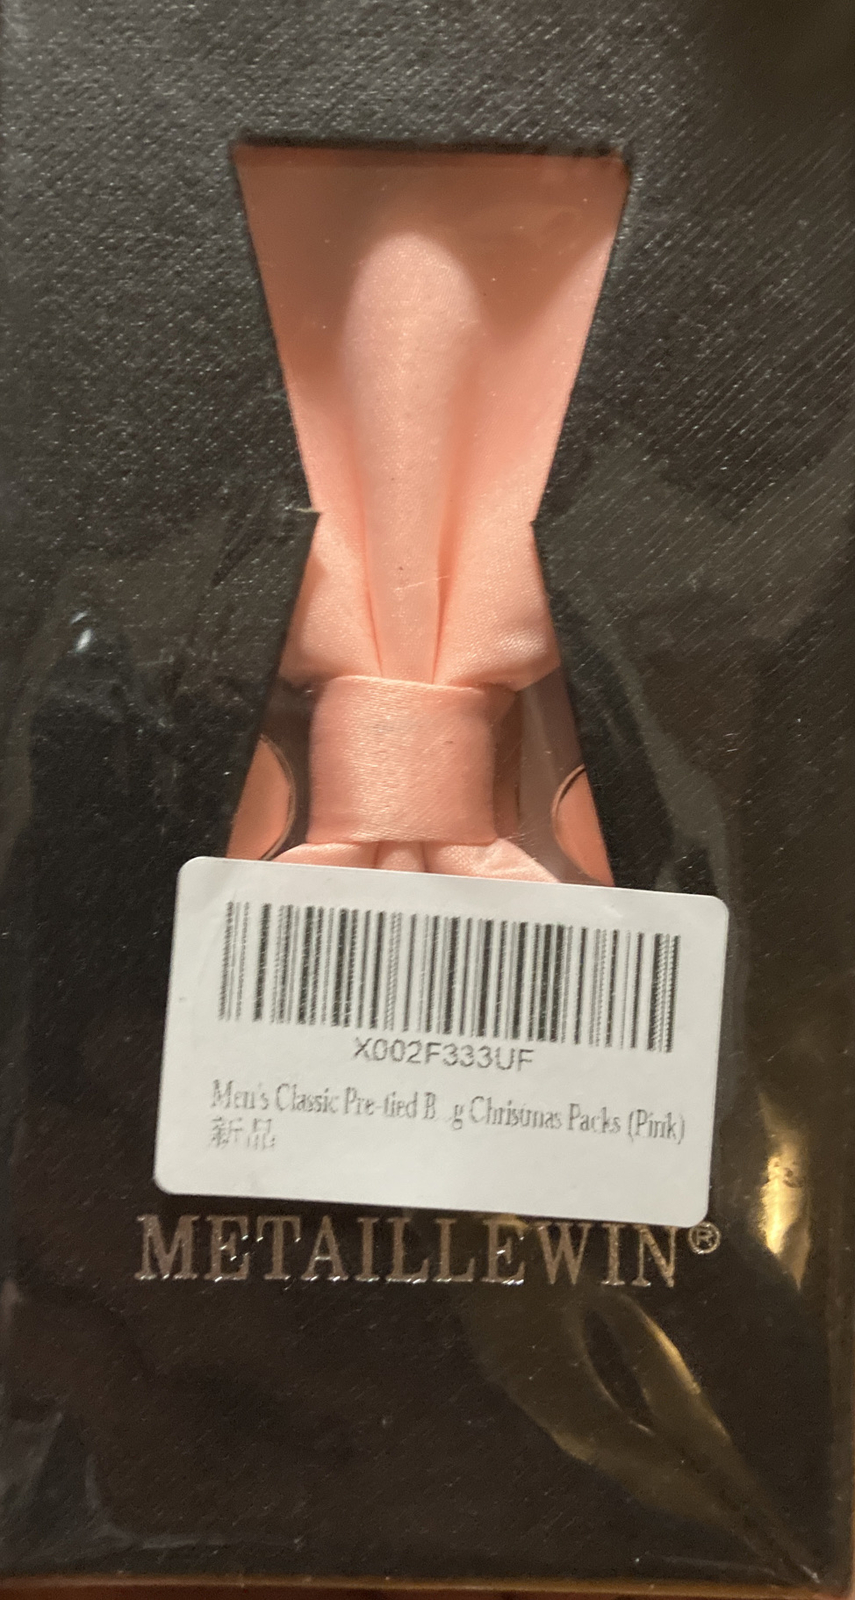 X002F333UF
Men's Classic Pre-tied B...g Christmas Packs (Pink)
新品
METAILLEWIN®